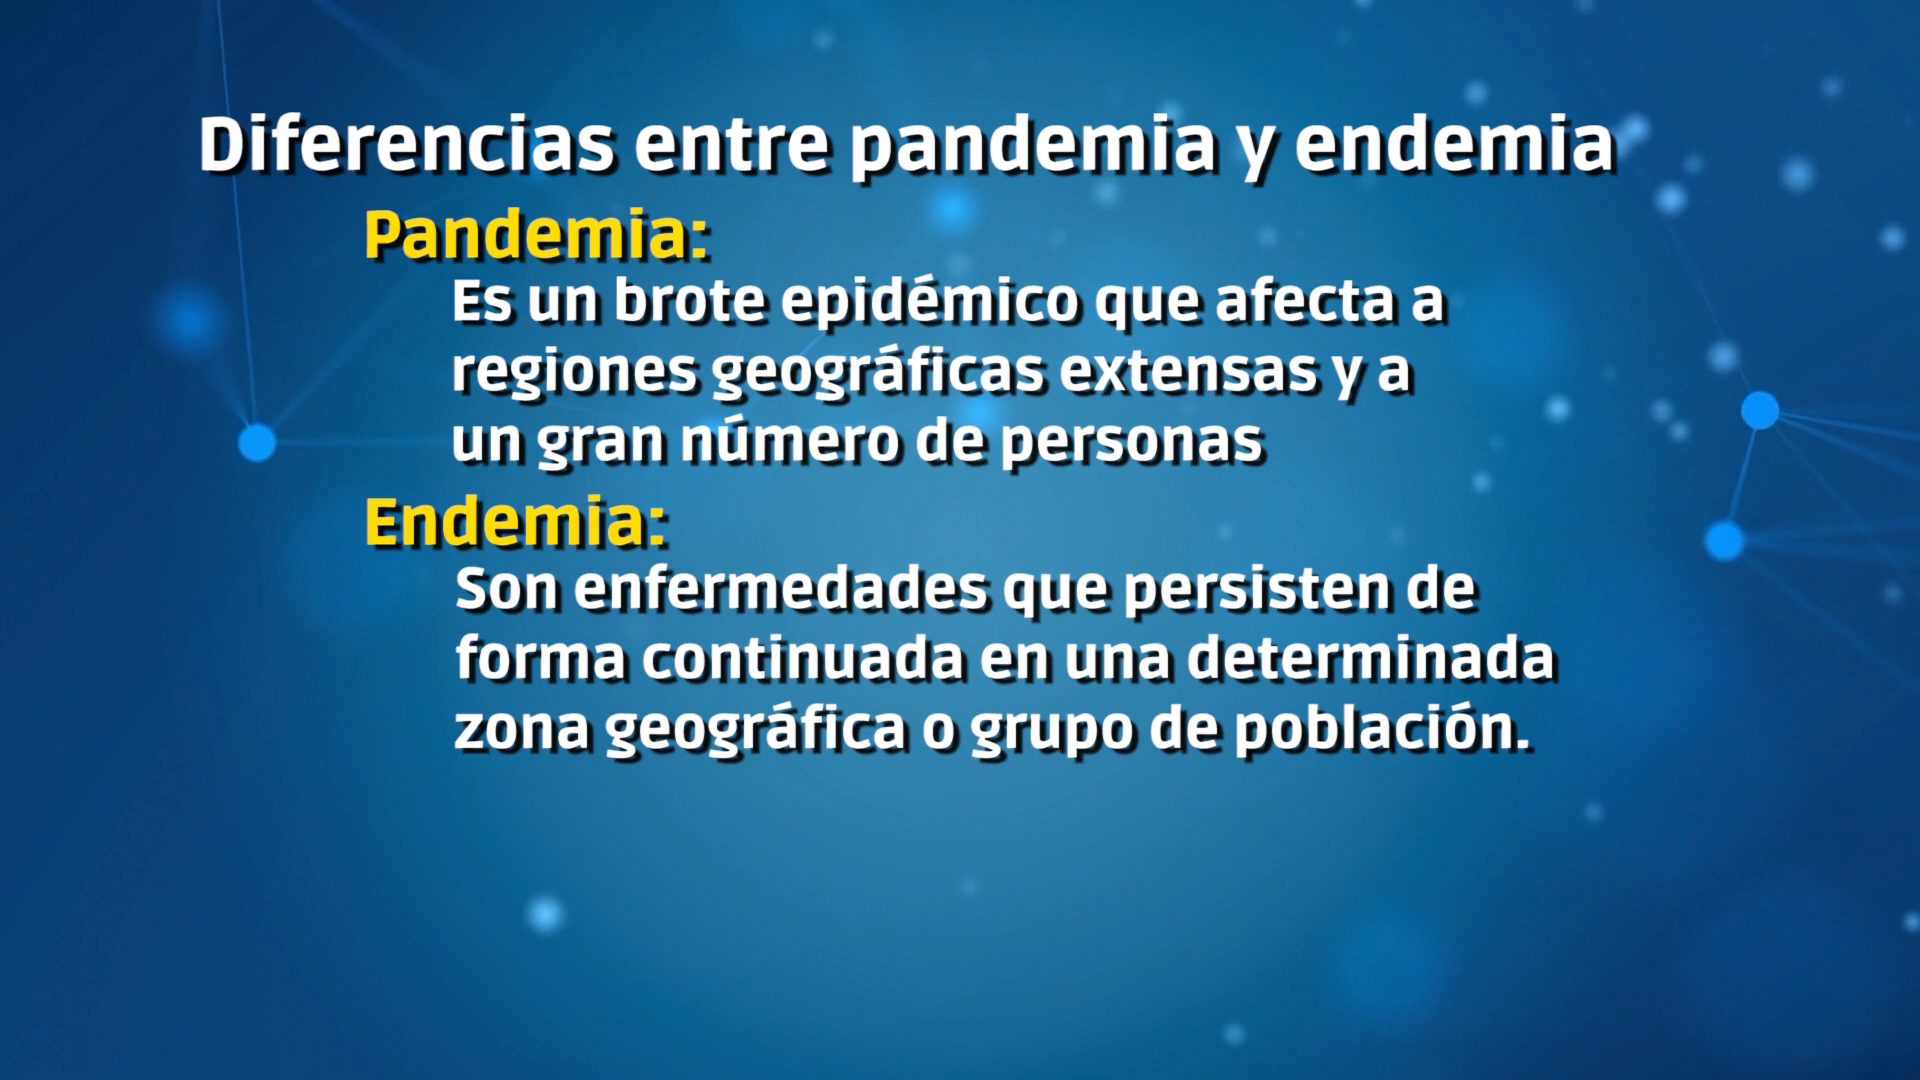 Diferencias entre pandemia y endemia
Pandemia:
Es un brote epidémico que afecta a
regiones geográficas extensas y a
un gran número de personas
Endemia:
Son enfermedades que persisten de
forma continuada en una determinada
zona geográfica o grupo de población.